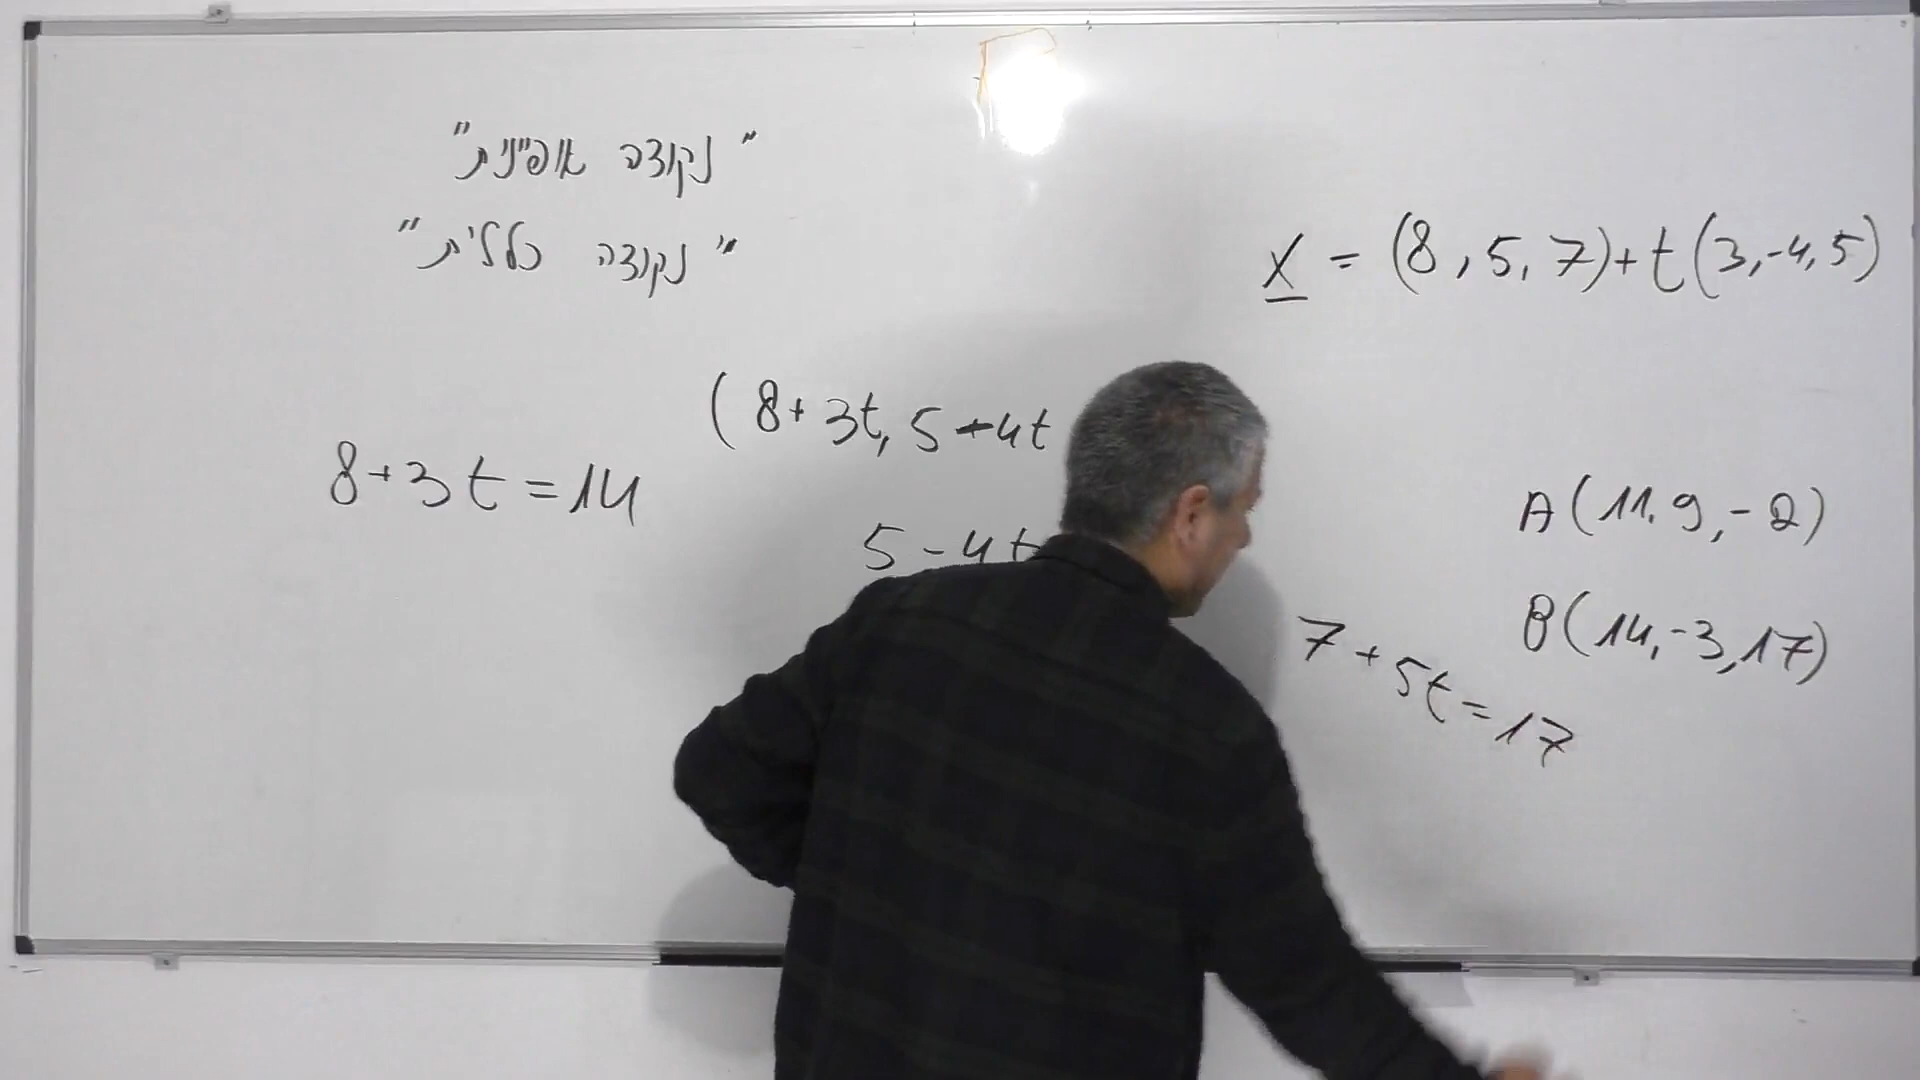 "נקודה אופיינית"
"נקודה כללית"
x = (8, 5, 7) + t(3, -4, 5)
(8+3t, 5-4t
8+3t=14
A(11, 9, -2)
5-4t
B(14, -3, 17)
7+5t=17